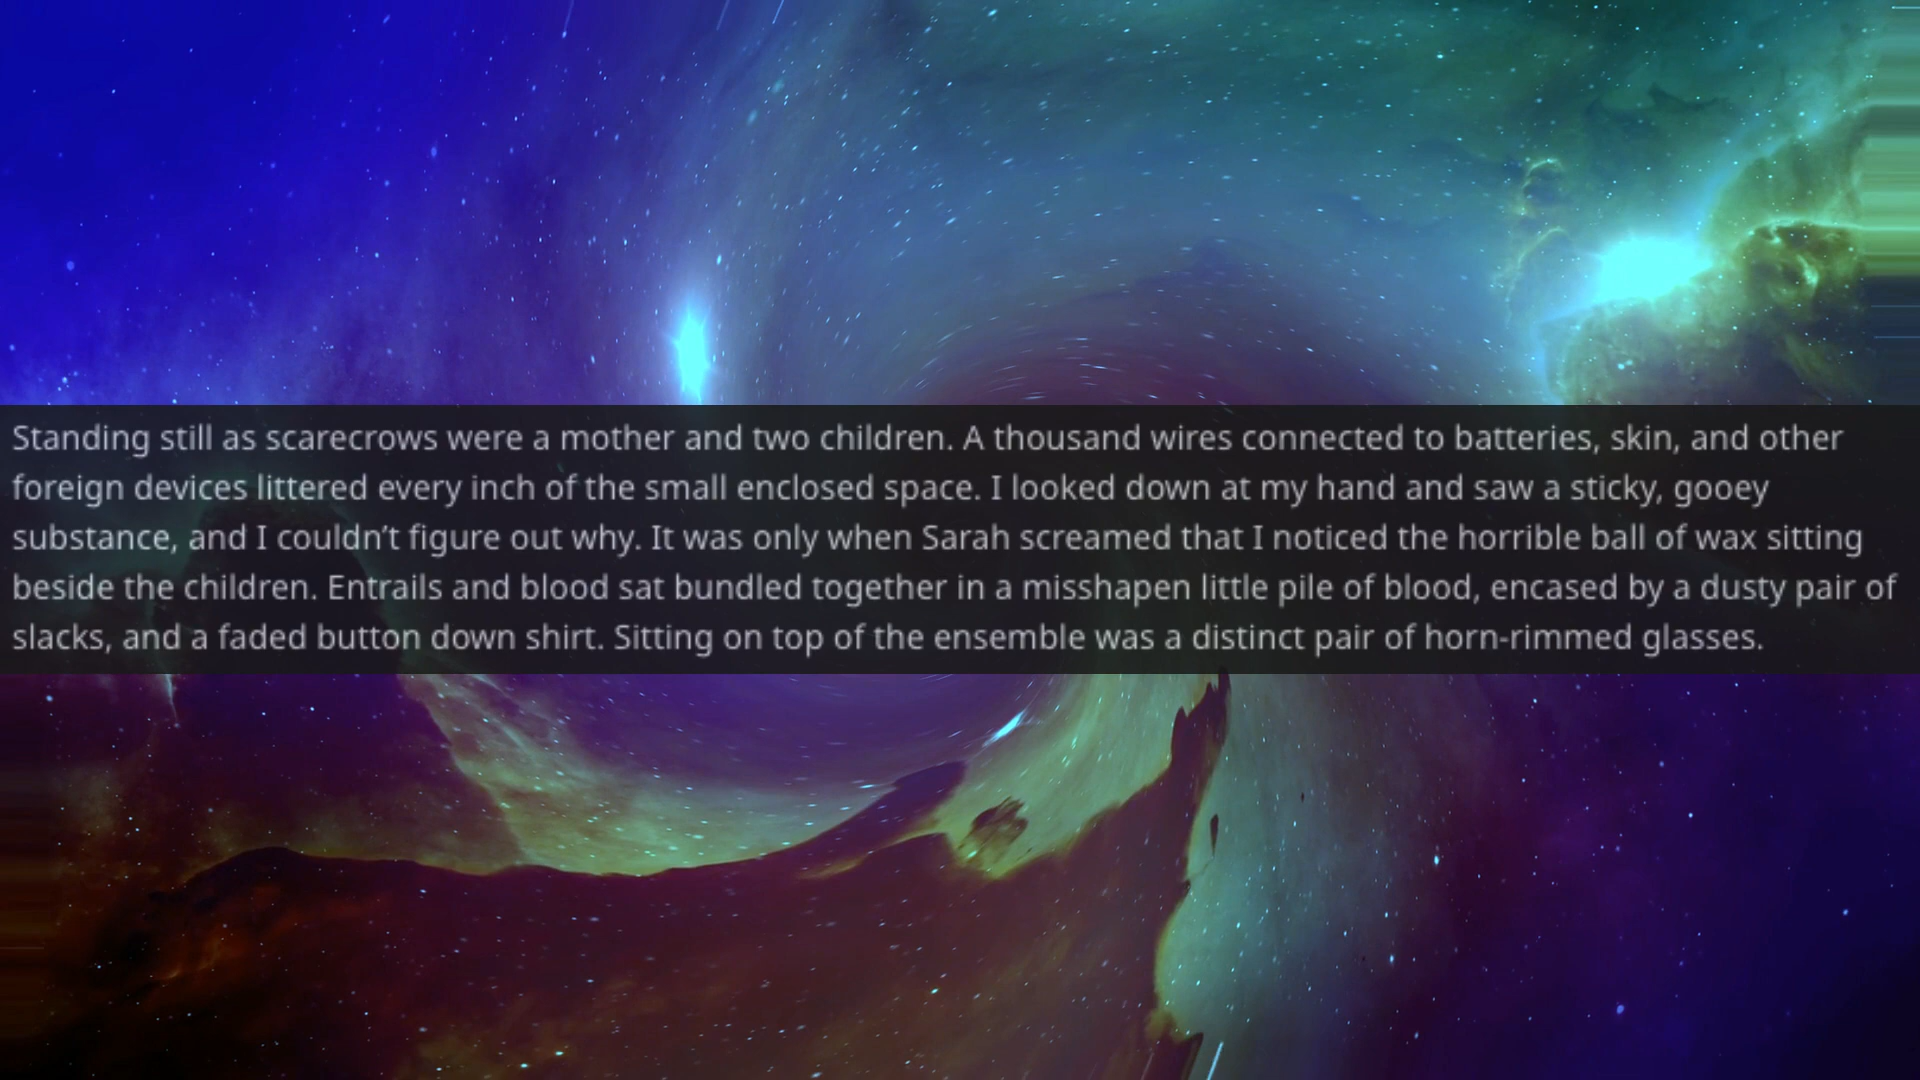 Standing still as scarecrows were a mother and two children. A thousand wires connected to batteries, skin, and other
foreign devices littered every inch of the small enclosed space. I looked down at my hand and saw a sticky, gooey
substance, and I couldn’t figure out why. It was only when Sarah screamed that I noticed the horrible ball of wax sitting
beside the children. Entrails and blood sat bundled together in a misshapen little pile of blood, encased by a dusty pair of
slacks, and a faded button down shirt. Sitting on top of the ensemble was a distinct pair of horn-rimmed glasses.